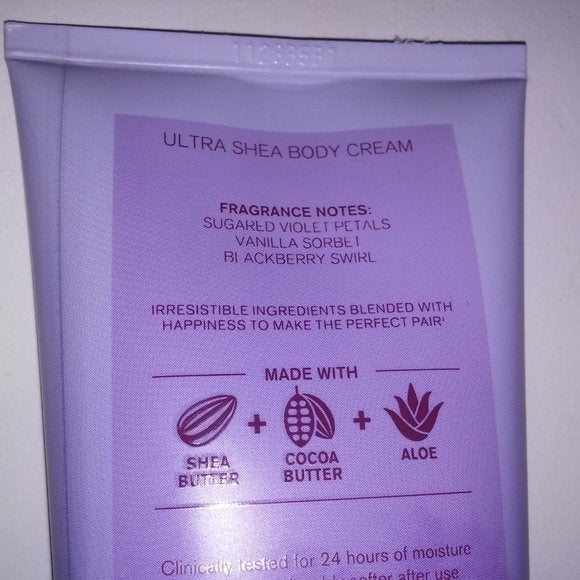 ULTRA SHEA BODY CREAM
FRAGRANCE NOTES:
SUGARED VIOLET PETALS
VANILLA SORBET
BLACKBERRY SWIRL
IRRESISTIBLE INGREDIENTS BLENDED WITH
HAPPINESS TO MAKE THE PERFECT PAIR!
MADE WITH
SHEA BUTTER
+
COCOA BUTTER
+
ALOE
Clinically tested for 24 hours of moisture
softer after use